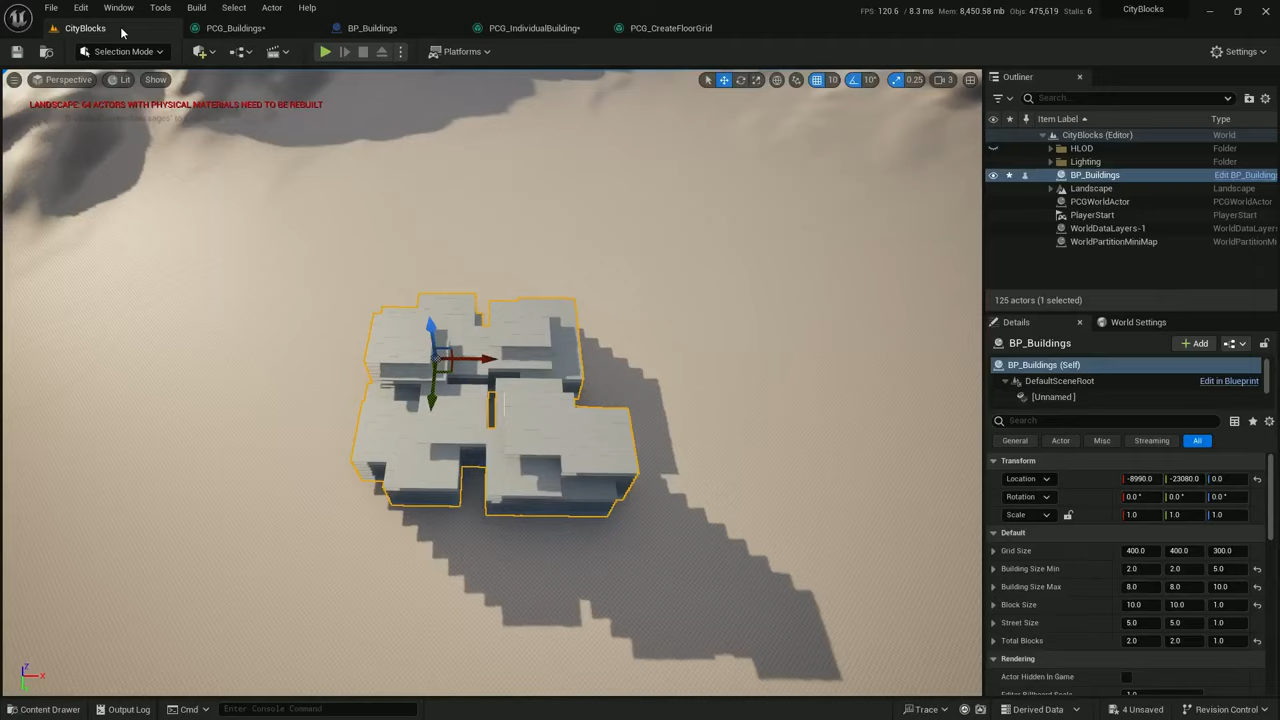 File Edit Window Tools Build Select Actor Help
FPS: 120.6 / 8.3 ms Mem: 8,450.58 mb Objs: 475,619 Stalls: 6
CityBlocks
CityBlocks
PCG_Buildings*
BP_Buildings
PCG_IndividualBuilding*
PCG_CreateFloorGrid
Selection Mode
Platforms
Settings
Perspective
Lit
Show
10
10°
0.25
3
LANDSCAPE: 64 ACTORS WITH PHYSICAL MATERIALS NEED TO BE REBUILT
Z
X
Outliner
Search...
Item Label
Type
CityBlocks (Editor) World
HLOD Folder
Lighting Folder
BP_Buildings Edit BP_Building
Landscape Landscape
PCGWorldActor PCGWorldActor
PlayerStart PlayerStart
WorldDataLayers-1 WorldDataLayer
WorldPartitionMiniMap WorldPartitionM
125 actors (1 selected)
Details
World Settings
BP_Buildings
Add
BP_Buildings (Self)
DefaultSceneRoot Edit in Blueprint
[Unnamed ]
Search
General Actor Misc Streaming All
Transform
Location -8990.0 -23080.0 0.0
Rotation 0.0 ° 0.0 ° 0.0 °
Scale 1.0 1.0 1.0
Default
Grid Size 400.0 400.0 300.0
Building Size Min 2.0 2.0 5.0
Building Size Max 8.0 8.0 10.0
Block Size 10.0 10.0 1.0
Street Size 5.0 5.0 1.0
Total Blocks 2.0 2.0 1.0
Rendering
Actor Hidden In Game
Editor Billboard Scale 1.0
Content Drawer
Output Log
Cmd
Enter Console Command
Trace
Derived Data
4 Unsaved
Revision Control